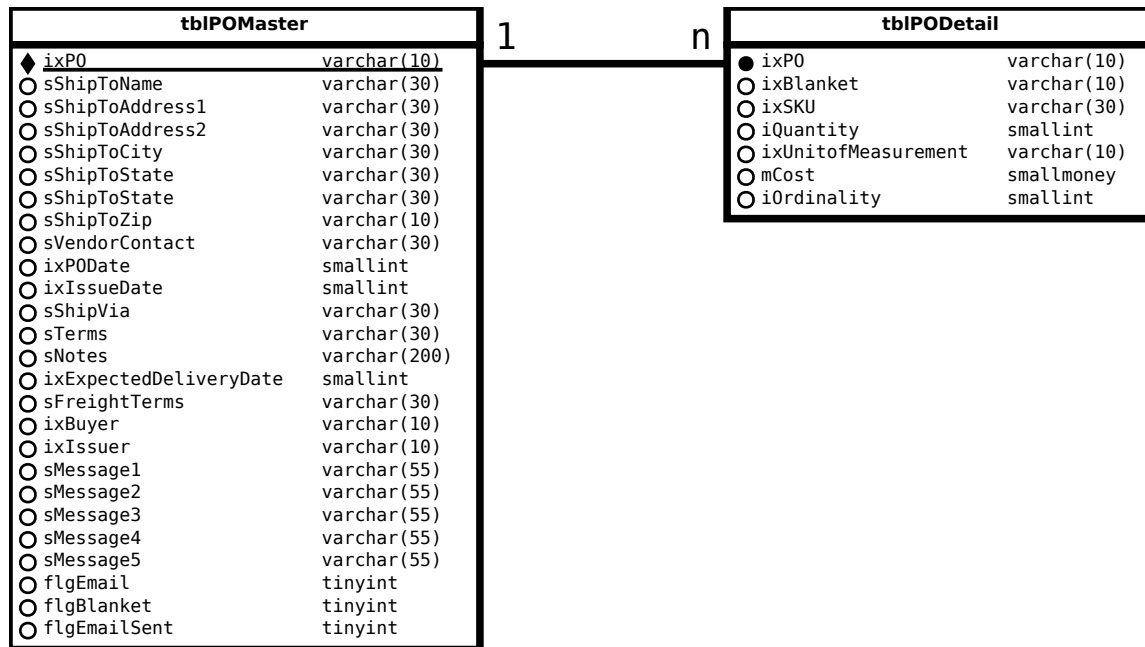 tblPOMaster
ixPO varchar(10)
sShipToName varchar(30)
sShipToAddress1 varchar(30)
sShipToAddress2 varchar(30)
sShipToCity varchar(30)
sShipToState varchar(30)
sShipToState varchar(30)
sShipToZip varchar(10)
sVendorContact varchar(30)
ixPODate smallint
ixIssueDate smallint
sShipVia varchar(30)
sTerms varchar(30)
sNotes varchar(200)
ixExpectedDeliveryDate smallint
sFreightTerms varchar(30)
ixBuyer varchar(10)
ixIssuer varchar(10)
sMessage1 varchar(55)
sMessage2 varchar(55)
sMessage3 varchar(55)
sMessage4 varchar(55)
sMessage5 varchar(55)
flgEmail tinyint
flgBlanket tinyint
flgEmailSent tinyint
1 n
tblPODetail
ixPO varchar(10)
ixBlanket varchar(10)
ixSKU varchar(30)
iQuantity smallint
ixUnitofMeasurement varchar(10)
mCost smallmoney
iOrdinality smallint